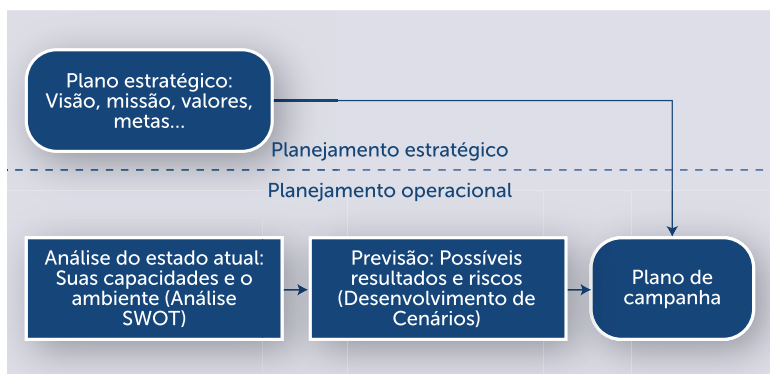 Plano estratégico:
Visão, missão, valores,
metas...
Planejamento estratégico
Planejamento operacional
Análise do estado atual:
Suas capacidades e o
ambiente (Análise
SWOT)
Previsão: Possíveis
resultados e riscos
(Desenvolvimento de
Cenários)
Plano de
campanha